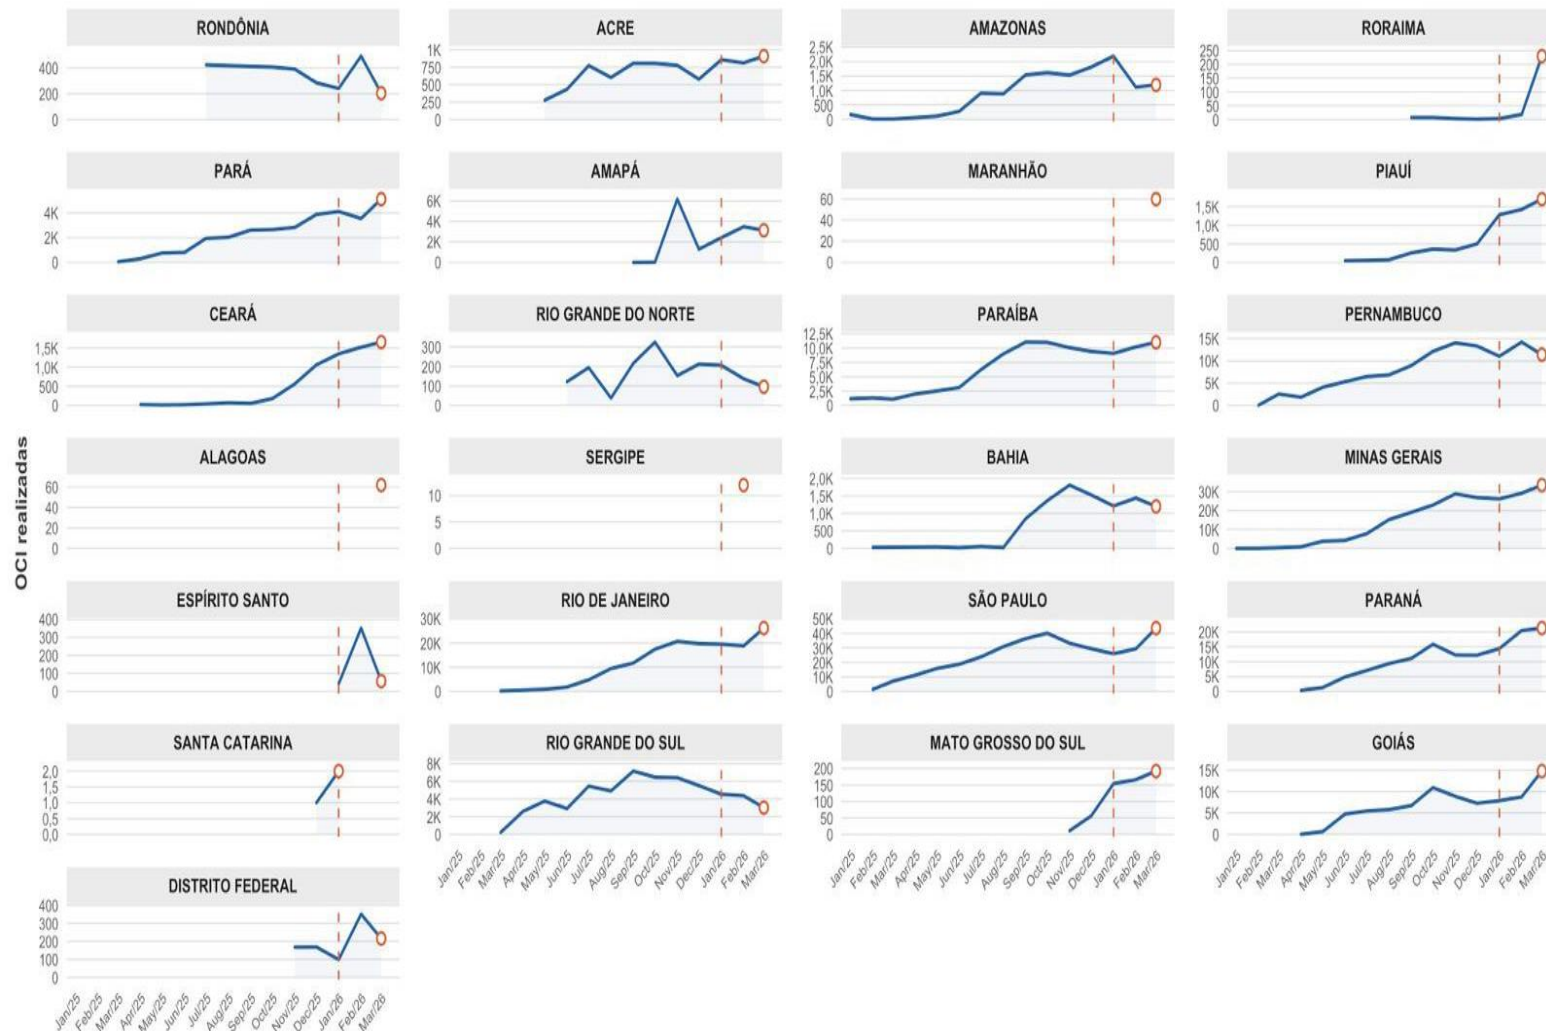 OCI realizadas
RONDÔNIA
400
200
0
ACRE
1K
750
500
250
0
AMAZONAS
2,5K
2,0K
1,5K
1,0K
500
0
RORAIMA
250
200
150
100
50
0
PARÁ
4K
2K
0
AMAPÁ
6K
4K
2K
0
MARANHÃO
60
40
20
0
PIAUÍ
1,5K
1,0K
500
0
CEARÁ
1,5K
1,0K
500
0
RIO GRANDE DO NORTE
300
200
100
0
PARAÍBA
12,5K
10,0K
7,5K
5,0K
2,5K
0
PERNAMBUCO
15K
10K
5K
0
ALAGOAS
60
40
20
0
SERGIPE
10
5
0
BAHIA
2,0K
1,5K
1,0K
500
0
MINAS GERAIS
30K
20K
10K
0
ESPÍRITO SANTO
400
300
200
100
0
RIO DE JANEIRO
30K
20K
10K
0
SÃO PAULO
50K
40K
30K
20K
10K
0
PARANÁ
20K
15K
10K
5K
0
SANTA CATARINA
2,0
1,5
1,0
0,5
0,0
RIO GRANDE DO SUL
8K
6K
4K
2K
0
Jan/25 Feb/25 Mar/25 Apr/25 May/25 Jun/25 Jul/25 Aug/25 Sep/25 Oct/25 Nov/25 Dec/25 Jan/26 Feb/26 Mar/26
MATO GROSSO DO SUL
200
150
100
50
0
Jan/25 Feb/25 Mar/25 Apr/25 May/25 Jun/25 Jul/25 Aug/25 Sep/25 Oct/25 Nov/25 Dec/25 Jan/26 Feb/26 Mar/26
GOIÁS
15K
10K
5K
0
Jan/25 Feb/25 Mar/25 Apr/25 May/25 Jun/25 Jul/25 Aug/25 Sep/25 Oct/25 Nov/25 Dec/25 Jan/26 Feb/26 Mar/26
DISTRITO FEDERAL
400
300
200
100
0
Jan/25 Feb/25 Mar/25 Apr/25 May/25 Jun/25 Jul/25 Aug/25 Sep/25 Oct/25 Nov/25 Dec/25 Jan/26 Feb/26 Mar/26